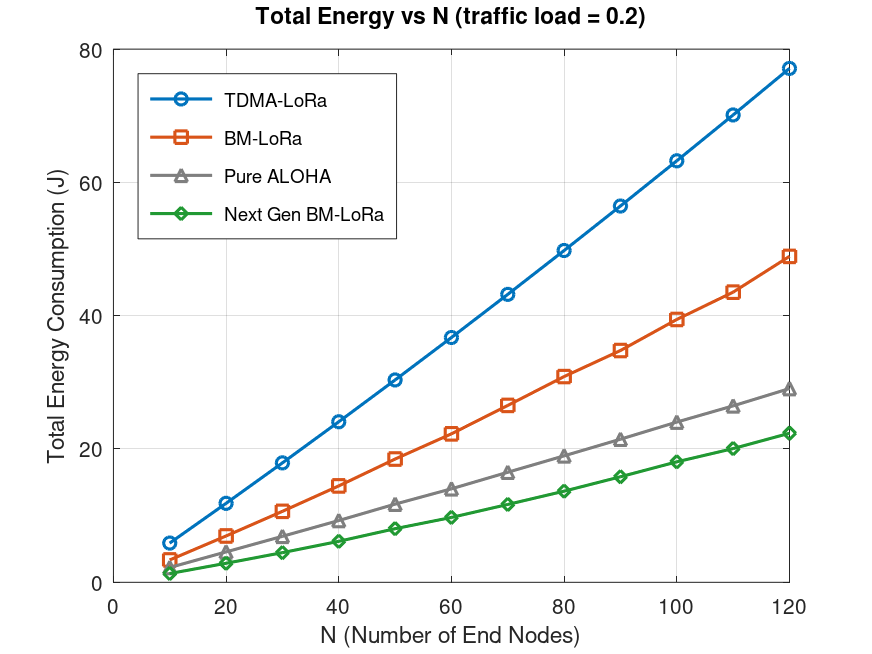 Total Energy vs N (traffic load = 0.2)
80
60
40
20
0
Total Energy Consumption (J)
TDMA-LoRa
BM-LoRa
Pure ALOHA
Next Gen BM-LoRa
0 20 40 60 80 100 120
N (Number of End Nodes)